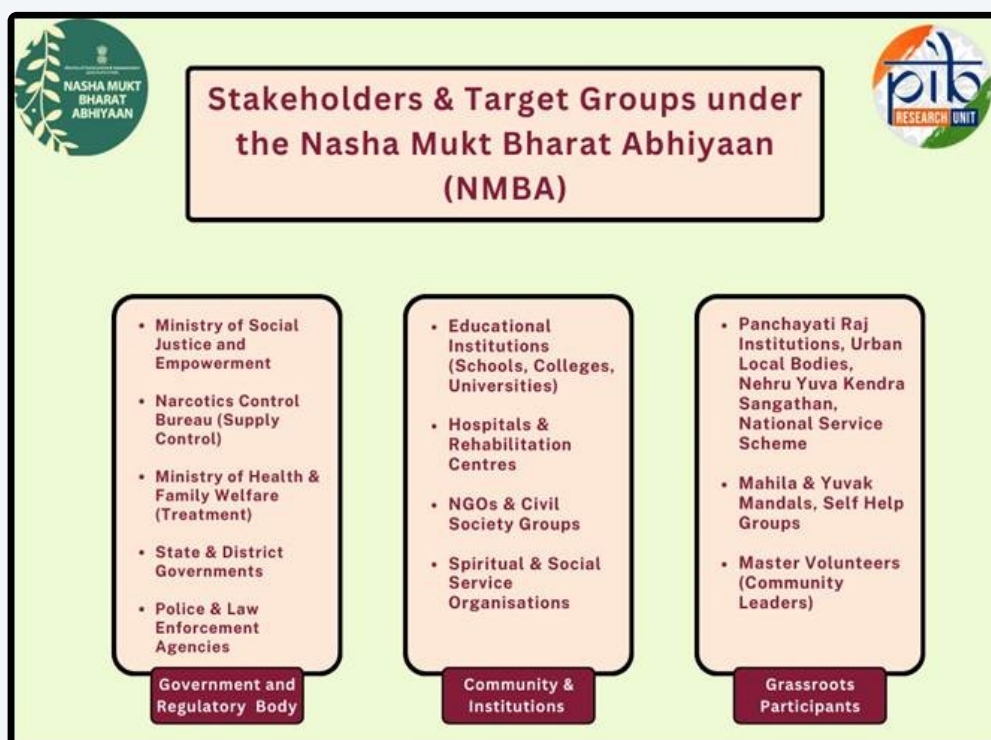 NASHA MUKT
BHARAT
ABHIYAAN
pib
RESEARCH UNIT
Stakeholders & Target Groups under
the Nasha Mukt Bharat Abhiyaan
(NMBA)
• Ministry of Social
Justice and
Empowerment
• Narcotics Control
Bureau (Supply
Control)
• Ministry of Health &
Family Welfare
(Treatment)
• State & District
Governments
• Police & Law
Enforcement
Agencies
Government and
Regulatory Body
• Educational
Institutions
(Schools, Colleges,
Universities)
• Hospitals &
Rehabilitation
Centres
• NGOs & Civil
Society Groups
• Spiritual & Social
Service
Organisations
Community &
Institutions
• Panchayati Raj
Institutions, Urban
Local Bodies,
Nehru Yuva Kendra
Sangathan,
National Service
Scheme
• Mahila & Yuvak
Mandals, Self Help
Groups
• Master Volunteers
(Community
Leaders)
Grassroots
Participants